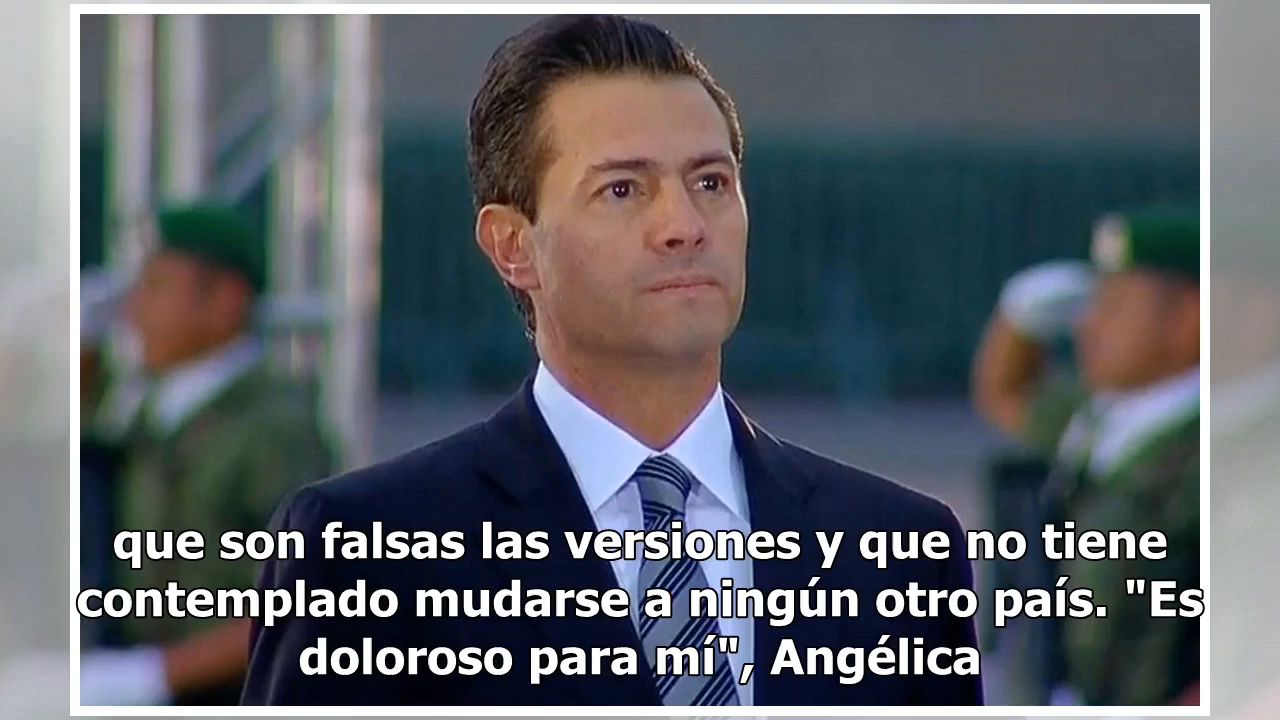 que son falsas las versiones y que no tiene
contemplado mudarse a ningún otro país. "Es
doloroso para mí", Angélica